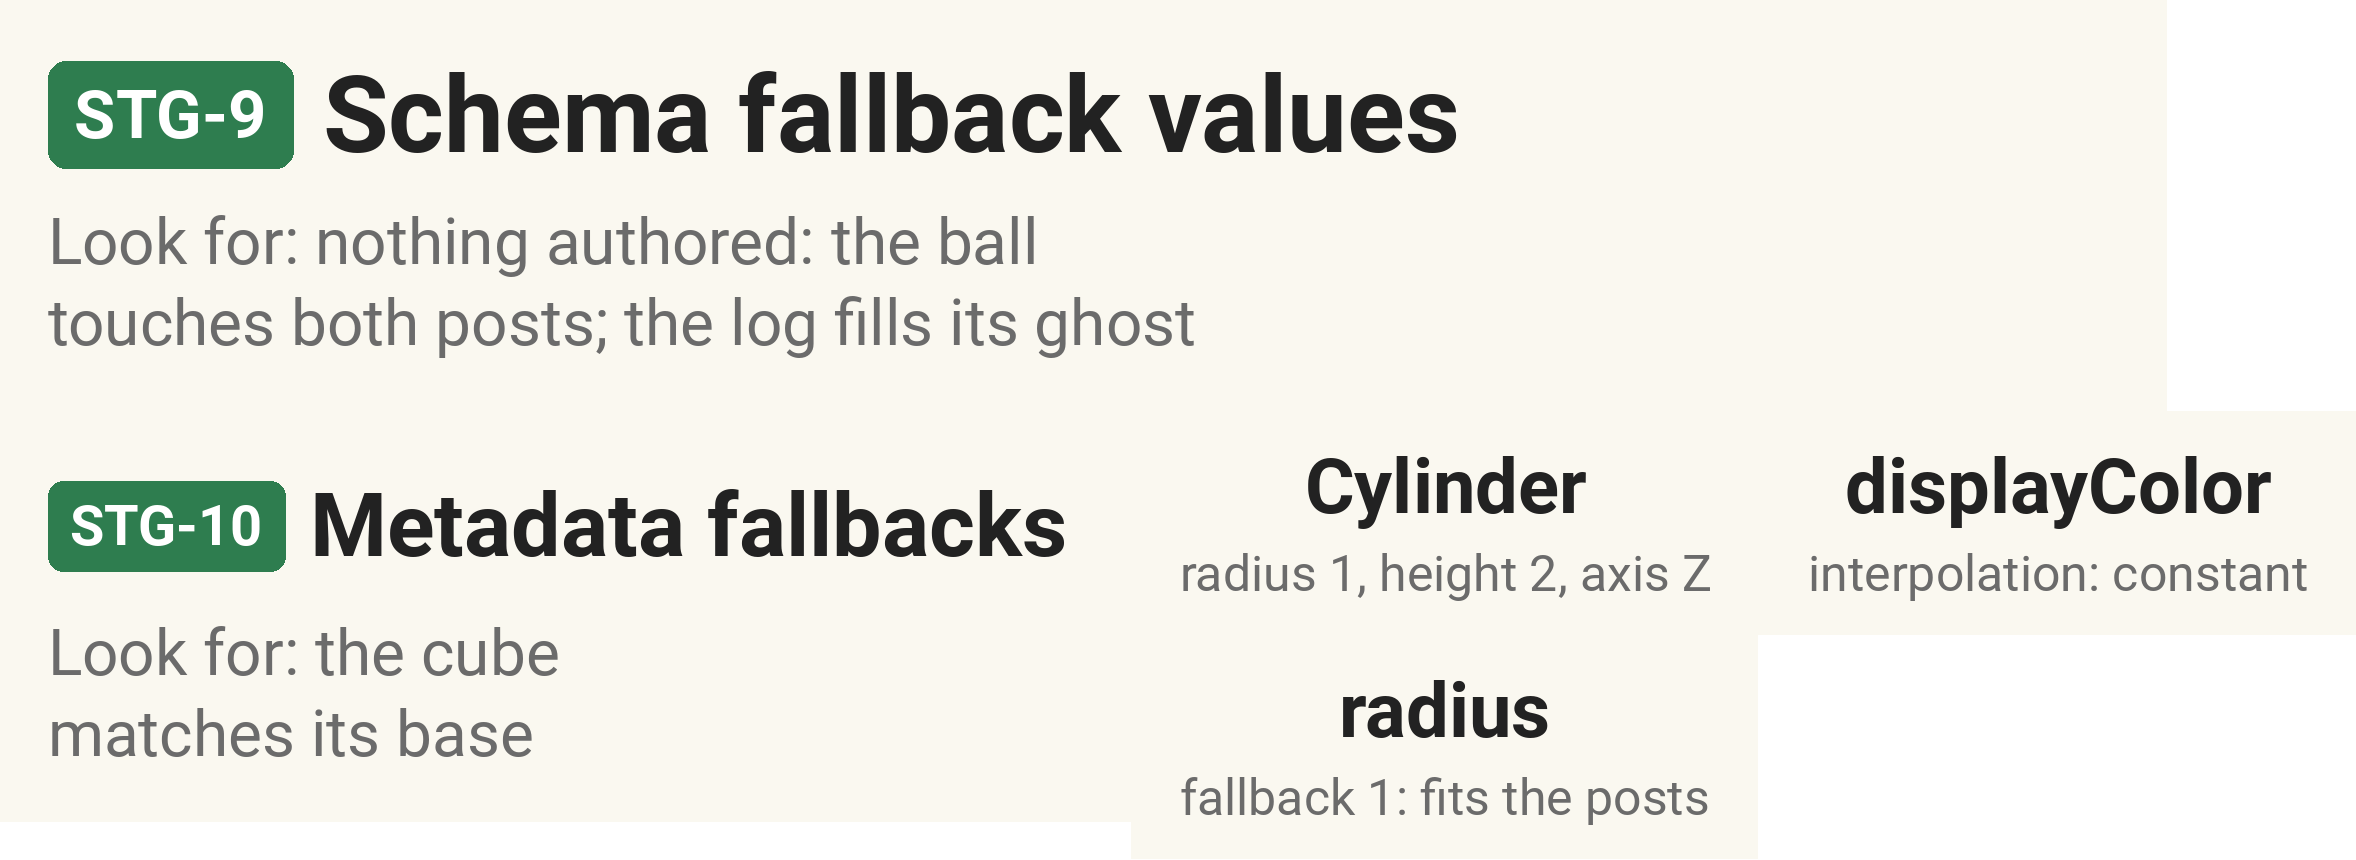 STG-9 Schema fallback values
Look for: nothing authored: the ball
touches both posts; the log fills its ghost
STG-10 Metadata fallbacks
Look for: the cube
matches its base
Cylinder
radius 1, height 2, axis Z
displayColor
interpolation: constant
radius
fallback 1: fits the posts